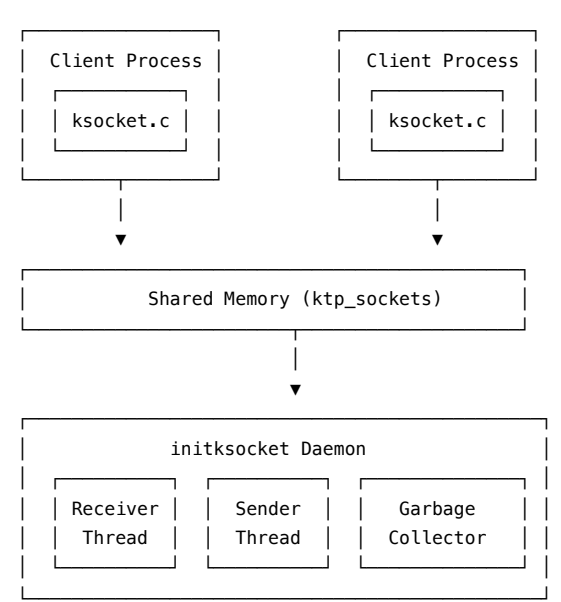 Client Process Client Process
ksocket.c ksocket.c
Shared Memory (ktp_sockets)
initksocket Daemon
Receiver Sender Garbage
Thread Thread Collector